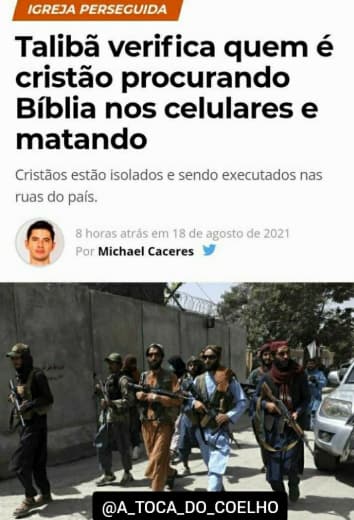 IGREJA PERSEGUIDA
Talibã verifica quem é
cristão procurando
Bíblia nos celulares e
matando
Cristãos estão isolados e sendo executados nas
ruas do país.
8 horas atrás em 18 de agosto de 2021
Por Michael Caceres
@A_TOCA_DO_COELHO